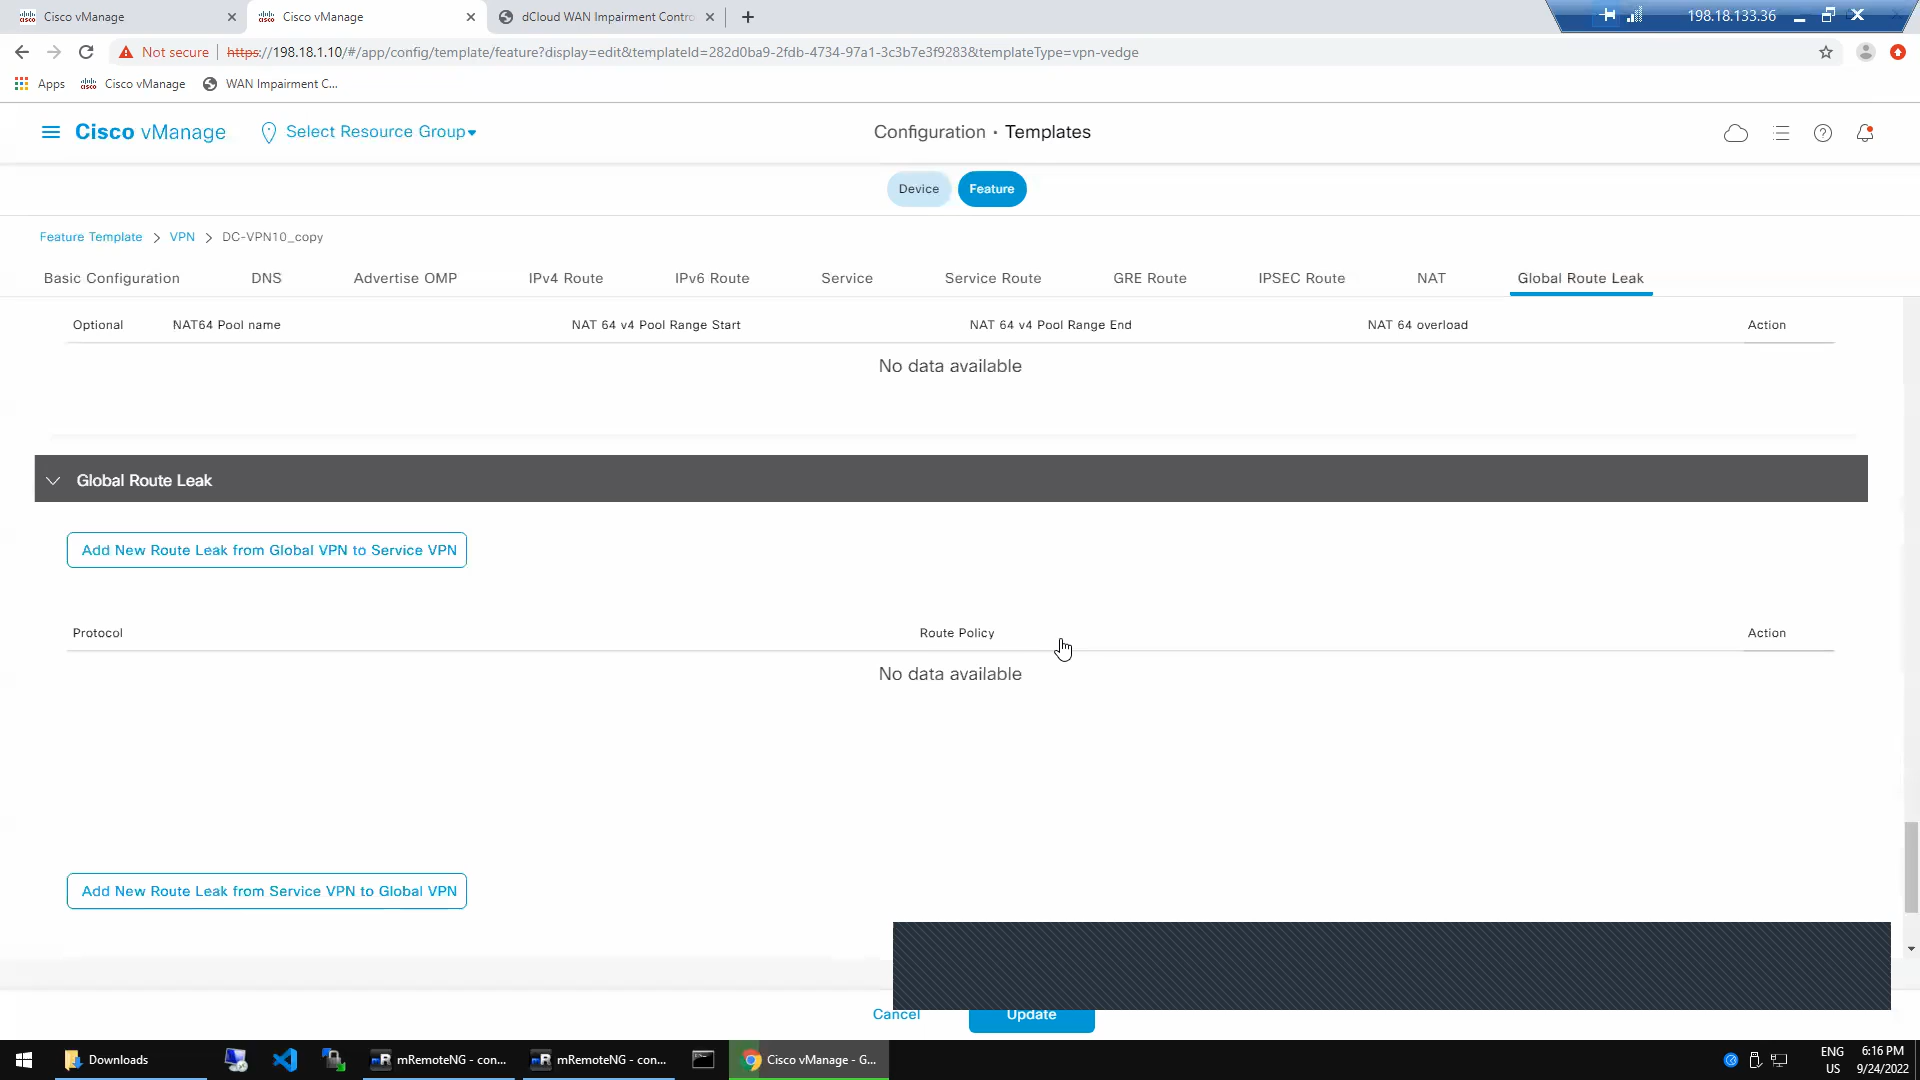 Cisco vManage
Cisco vManage
dCloud WAN Impairment Contro
198.18.133.36
Not secure
https://198.18.1.10/#/app/config/template/feature?display=edit&templateId=282d0ba9-2fdb-4734-97a1-3c3b7e3f9283&templateType=vpn-vedge
Apps
Cisco vManage
WAN Impairment C...
Cisco vManage
Select Resource Group
Configuration · Templates
Device
Feature
Feature Template > VPN > DC-VPN10_copy
Basic Configuration
DNS
Advertise OMP
IPv4 Route
IPv6 Route
Service
Service Route
GRE Route
IPSEC Route
NAT
Global Route Leak
Optional
NAT64 Pool name
NAT 64 v4 Pool Range Start
NAT 64 v4 Pool Range End
NAT 64 overload
Action
No data available
Global Route Leak
Add New Route Leak from Global VPN to Service VPN
Protocol
Route Policy
Action
No data available
Add New Route Leak from Service VPN to Global VPN
Cancel
Update
Downloads
mRemoteNG - con...
mRemoteNG - con...
Cisco vManage - G...
ENG
US
6:16 PM
9/24/2022